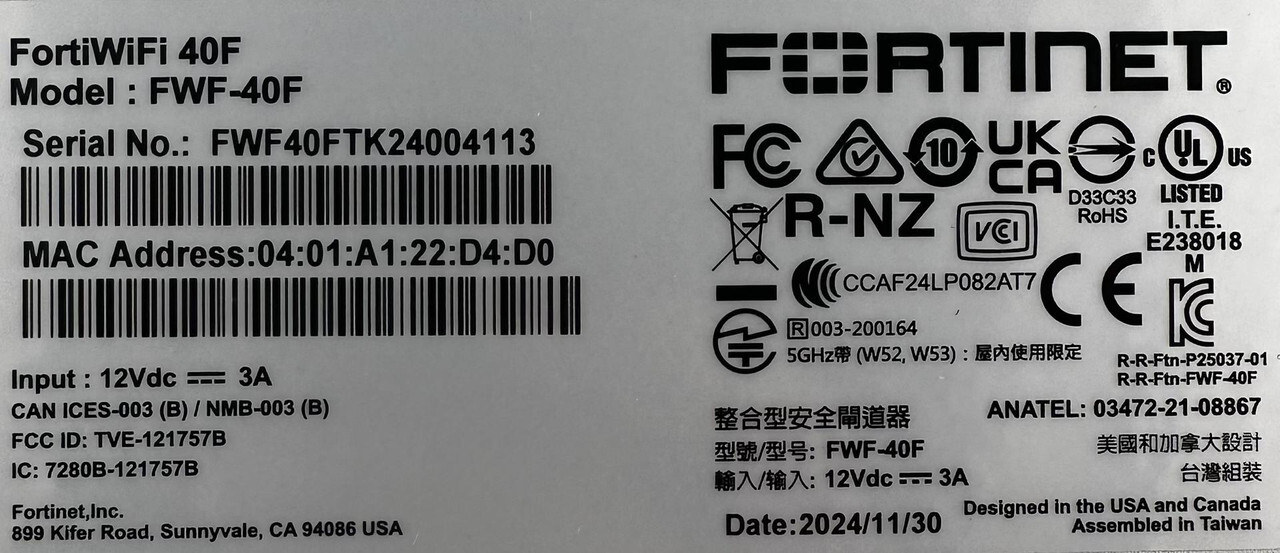 FortiWiFi 40F
Model : FWF-40F
Serial No.: FWF40FTK24004113
MAC Address:04:01:A1:22:D4:D0
Input : 12Vdc ⎓ 3A
CAN ICES-003 (B) / NMB-003 (B)
FCC ID: TVE-121757B
IC: 7280B-121757B
Fortinet,Inc.
899 Kifer Road, Sunnyvale, CA 94086 USA
FORTINET®
FC
10
UK
CA
D33C33
RoHS
C UL US
LISTED
I.T.E.
E238018
M
R-NZ
VCCI
CCAF24LP082AT7
CE
R 003-200164
5GHz帶 (W52, W53) : 屋內使用限定
R-R-Ftn-P25037-01
R-R-Ftn-FWF-40F
ANATEL: 03472-21-08867
整合型安全閘道器
型號/型号: FWF-40F
輸入/输入: 12Vdc ⎓ 3A
Date:2024/11/30
美國和加拿大設計
台灣組裝
Designed in the USA and Canada
Assembled in Taiwan